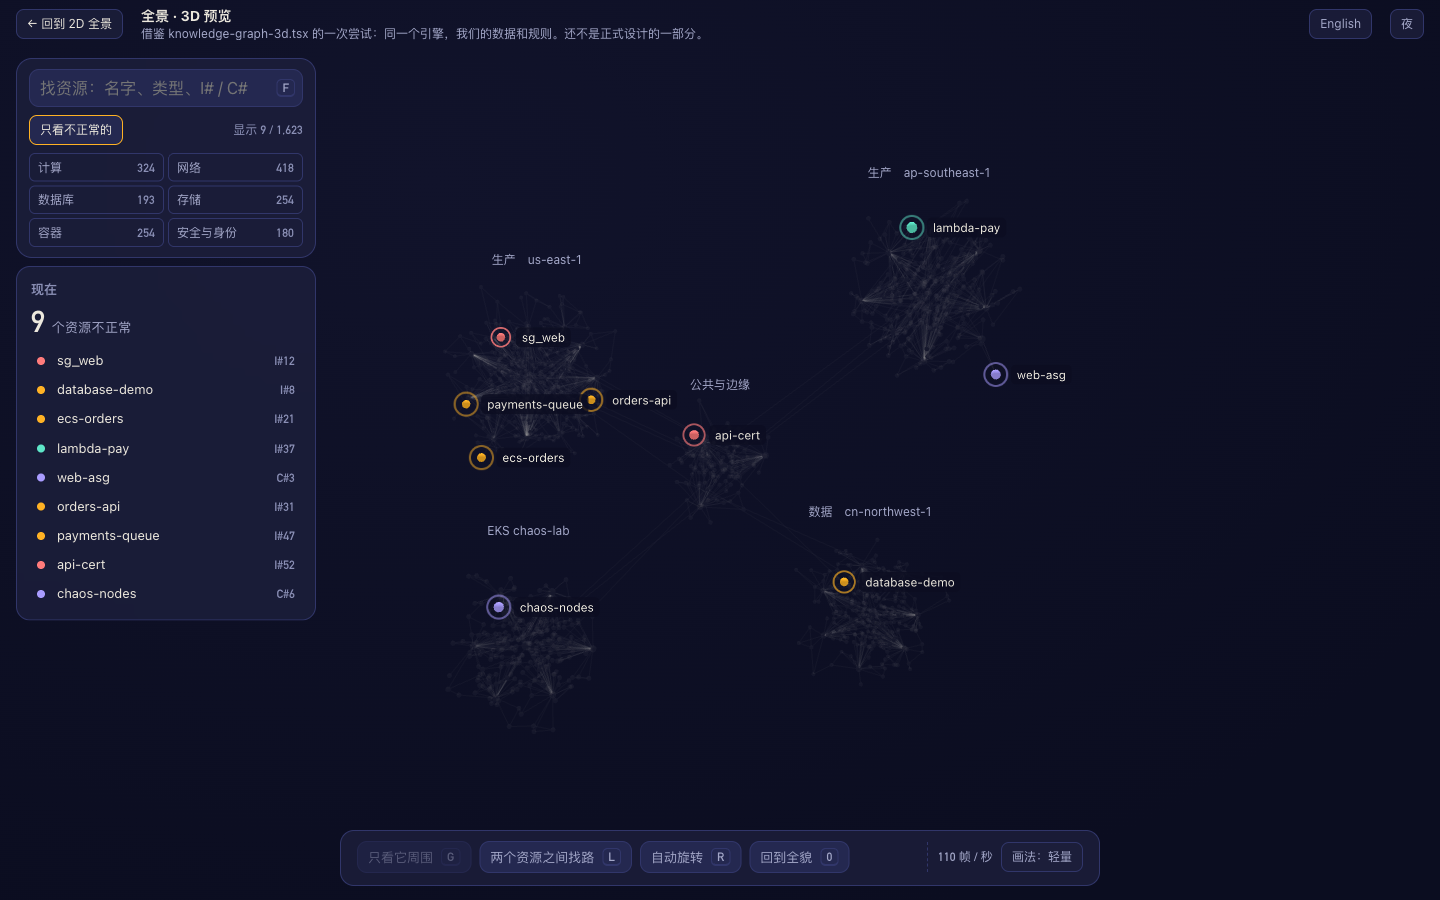 ← 回到 2D 全景
全景 · 3D 预览
借鉴 knowledge-graph-3d.tsx 的一次尝试：同一个引擎，我们的数据和规则。还不是正式设计的一部分。
English
夜
找资源：名字、类型、I# / C#
F
只看不正常的
显示 9 / 1,623
计算 324
网络 418
数据库 193
存储 254
容器 254
安全与身份 180
现在
9 个资源不正常
sg_web I#12
database-demo I#8
ecs-orders I#21
lambda-pay I#37
web-asg C#3
orders-api I#31
payments-queue I#47
api-cert I#52
chaos-nodes C#6
生产 ap-southeast-1
lambda-pay
生产 us-east-1
sg_web
web-asg
公共与边缘
payments-queue
orders-api
api-cert
ecs-orders
数据 cn-northwest-1
EKS chaos-lab
database-demo
chaos-nodes
只看它周围 G
两个资源之间找路 L
自动旋转 R
回到全貌 0
110 帧 / 秒
画法：轻量